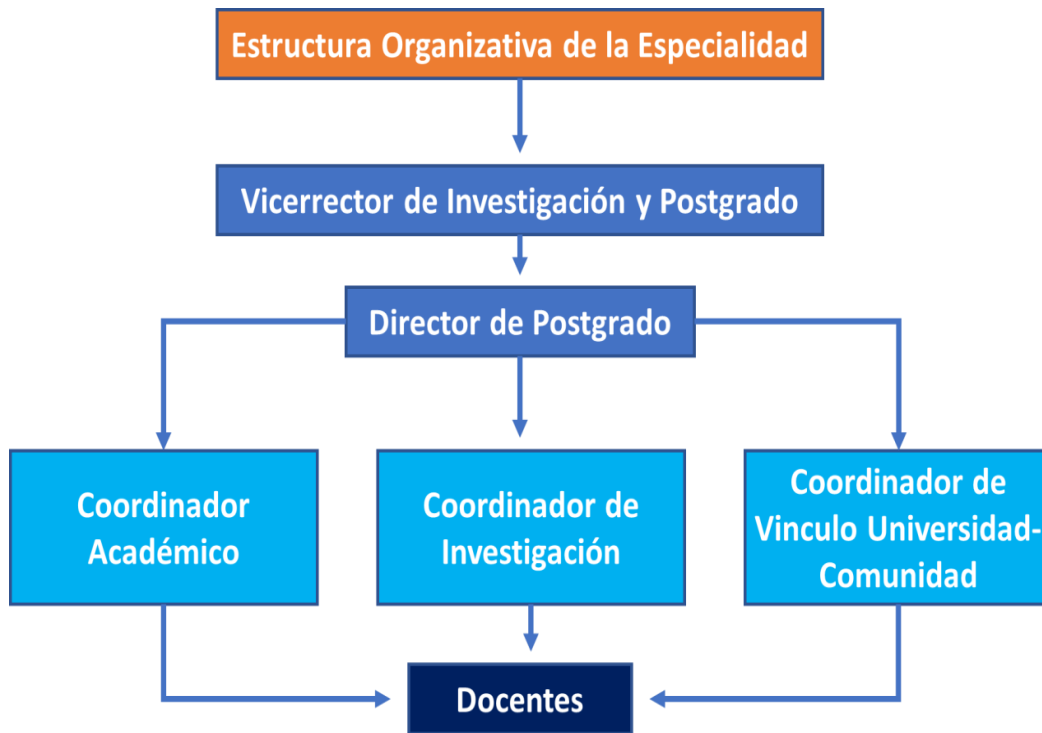 Estructura Organizativa de la Especialidad
Vicerrector de Investigación y Postgrado
Director de Postgrado
Coordinador
Académico
Coordinador de
Investigación
Coordinador de
Vinculo Universidad-
Comunidad
Docentes